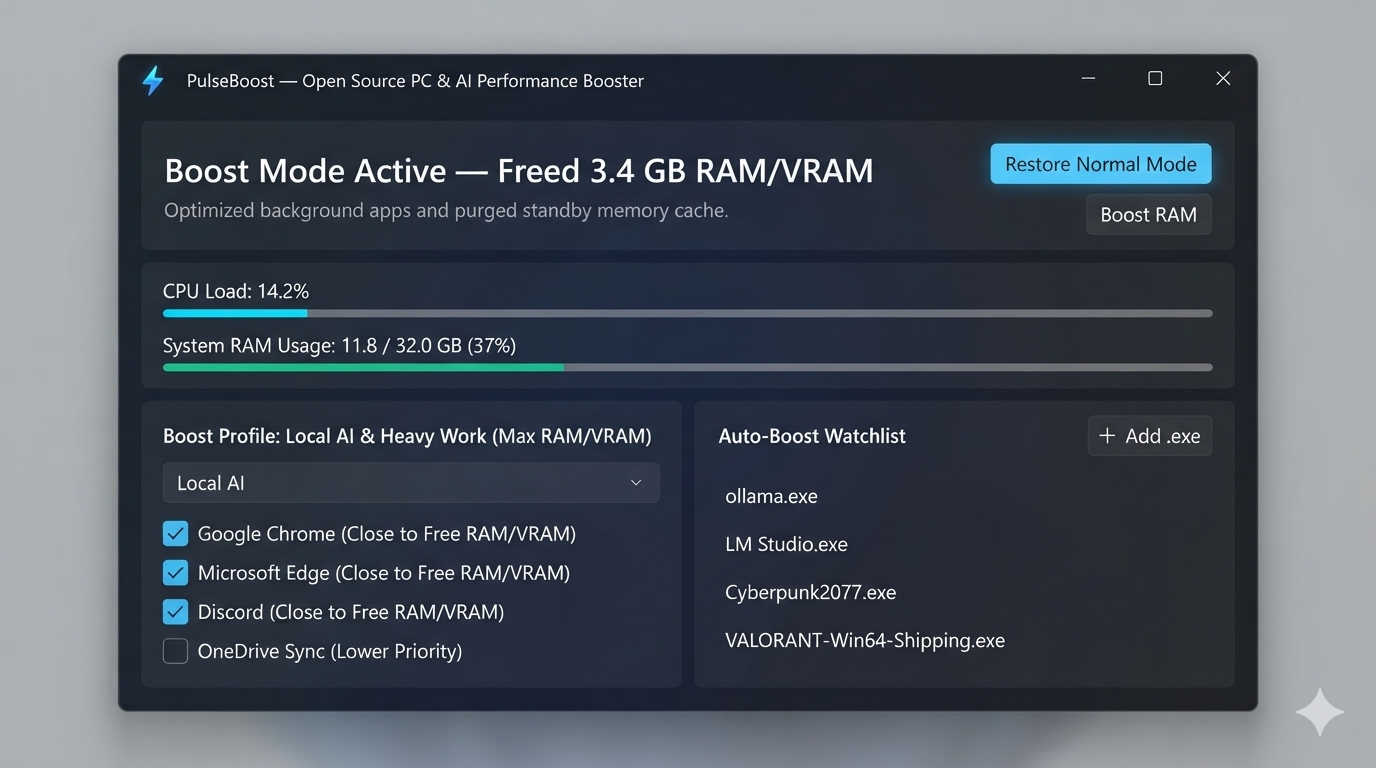 PulseBoost — Open Source PC & AI Performance Booster
Boost Mode Active — Freed 3.4 GB RAM/VRAM
Optimized background apps and purged standby memory cache.
Restore Normal Mode
Boost RAM
CPU Load: 14.2%
System RAM Usage: 11.8 / 32.0 GB (37%)
Boost Profile: Local AI & Heavy Work (Max RAM/VRAM)
Local AI
Google Chrome (Close to Free RAM/VRAM)
Microsoft Edge (Close to Free RAM/VRAM)
Discord (Close to Free RAM/VRAM)
OneDrive Sync (Lower Priority)
Auto-Boost Watchlist
+ Add .exe
ollama.exe
LM Studio.exe
Cyberpunk2077.exe
VALORANT-Win64-Shipping.exe